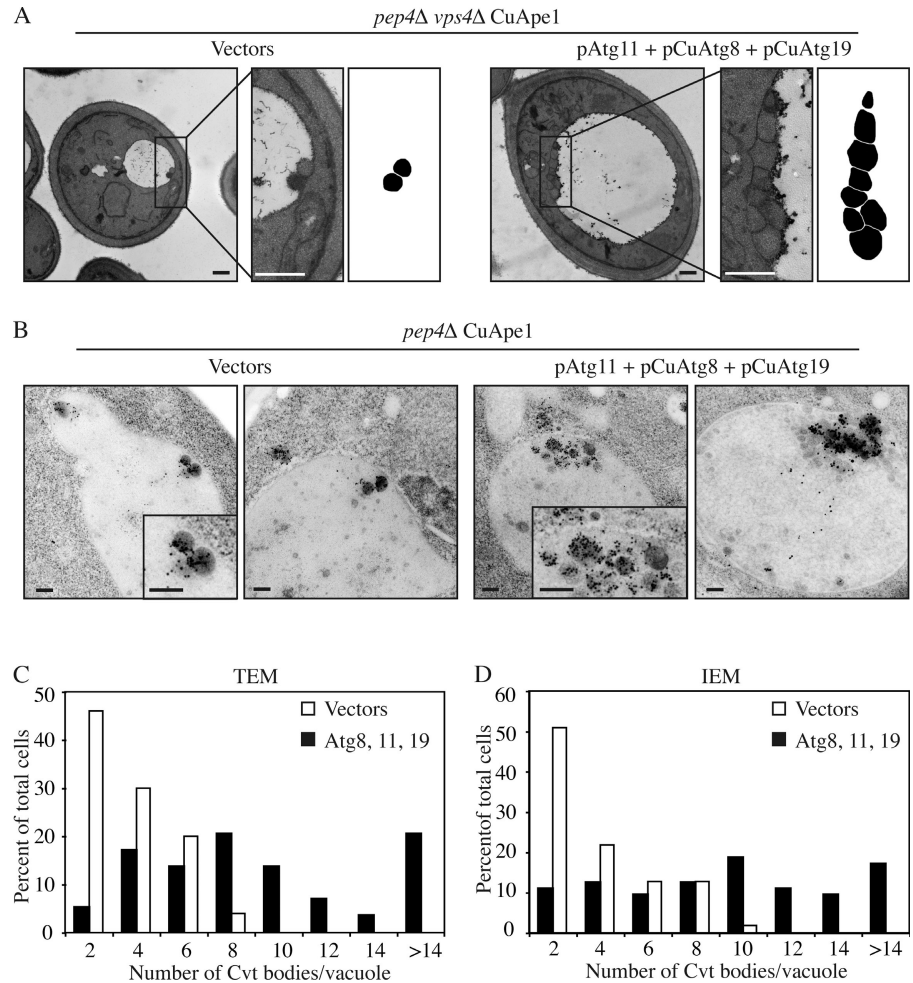 A
pep4Δ vps4Δ CuApe1
Vectors
pAtg11 + pCuAtg8 + pCuAtg19
B
pep4Δ CuApe1
Vectors
pAtg11 + pCuAtg8 + pCuAtg19
C
TEM
Percent of total cells
50
40
30
20
10
0
Vectors
Atg8, 11, 19
2 4 6 8 10 12 14 >14
Number of Cvt bodies/vacuole
D
IEM
Percentof total cells
60
50
40
30
20
10
0
Vectors
Atg8, 11, 19
2 4 6 8 10 12 14 >14
Number of Cvt bodies/vacuole